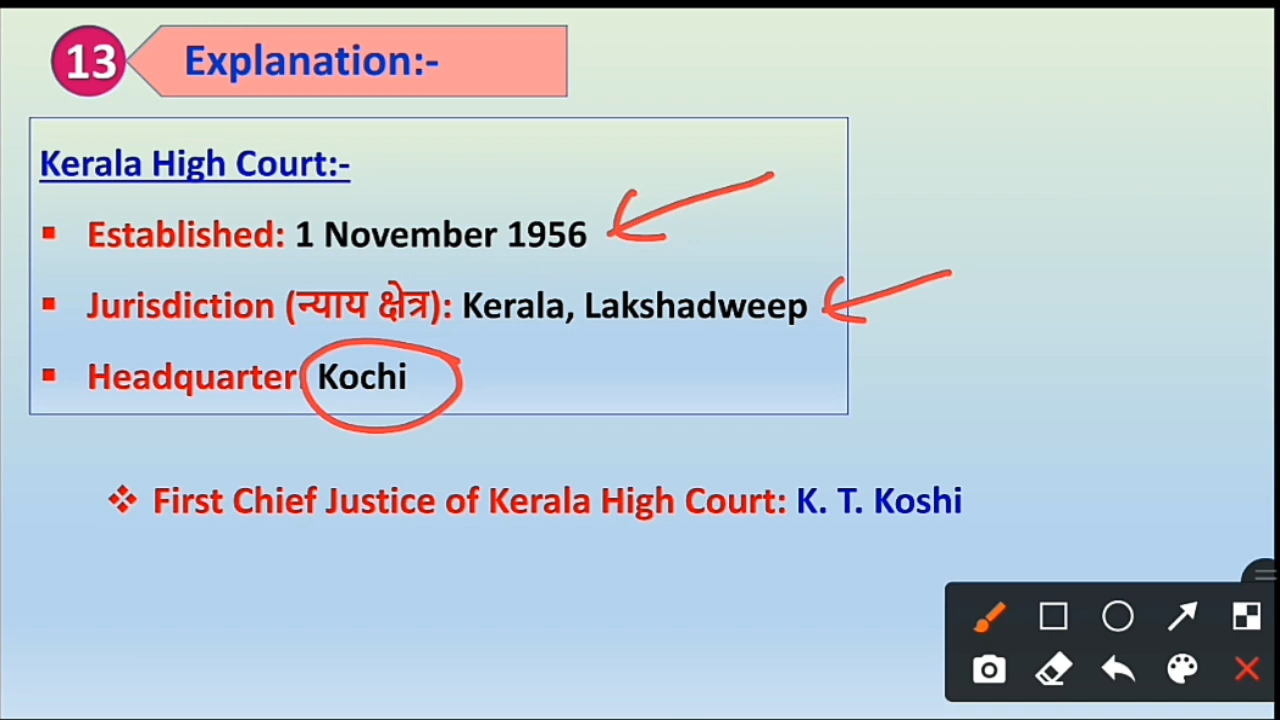 13 Explanation:-
Kerala High Court:-
▪ Established: 1 November 1956
▪ Jurisdiction (न्याय क्षेत्र): Kerala, Lakshadweep
▪ Headquarter: Kochi
❖ First Chief Justice of Kerala High Court: K. T. Koshi